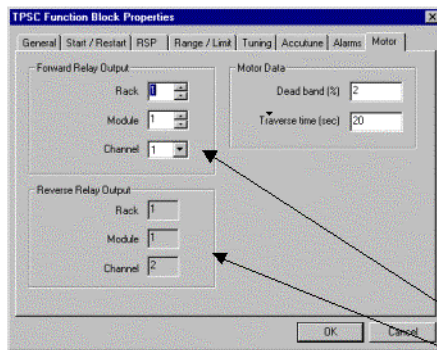 TPSC Function Block Properties
General Start / Restart RSP Range / Limit Tuning Accutune Alarms Motor
Forward Relay Output
Rack 1
Module 1
Channel 1
Motor Data
Dead band (%) 2
Traverse time (sec) 20
Reverse Relay Output
Rack 1
Module 1
Channel 2
OK Cancel